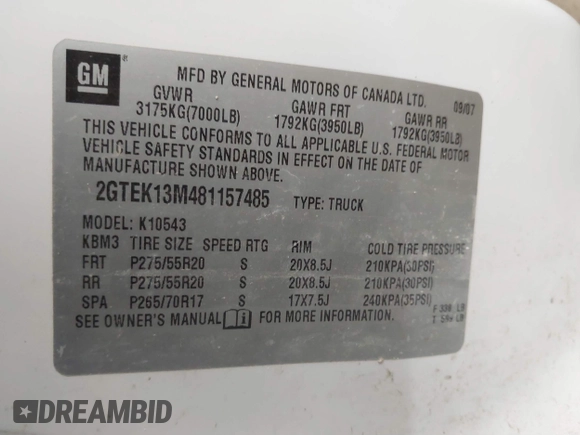 GM
MFD BY GENERAL MOTORS OF CANADA LTD. 09/07
GVWR GAWR FRT GAWR RR
3175KG(7000LB) 1792KG(3950LB) 1792KG(3950LB)
THIS VEHICLE CONFORMS TO ALL APPLICABLE U.S. FEDERAL MOTOR
VEHICLE SAFETY STANDARDS IN EFFECT ON THE DATE OF
MANUFACTURE SHOWN ABOVE.
2GTEK13M481157485 TYPE: TRUCK
MODEL: K10543
KBM3 TIRE SIZE SPEED RTG RIM COLD TIRE PRESSURE
FRT P275/55R20 S 20X8.5J 210KPA(30PSI)
RR P275/55R20 S 20X8.5J 210KPA(30PSI)
SPA P265/70R17 S 17X7.5J 240KPA(35PSI)
SEE OWNER'S MANUAL FOR MORE INFORMATION.
DREAMBID